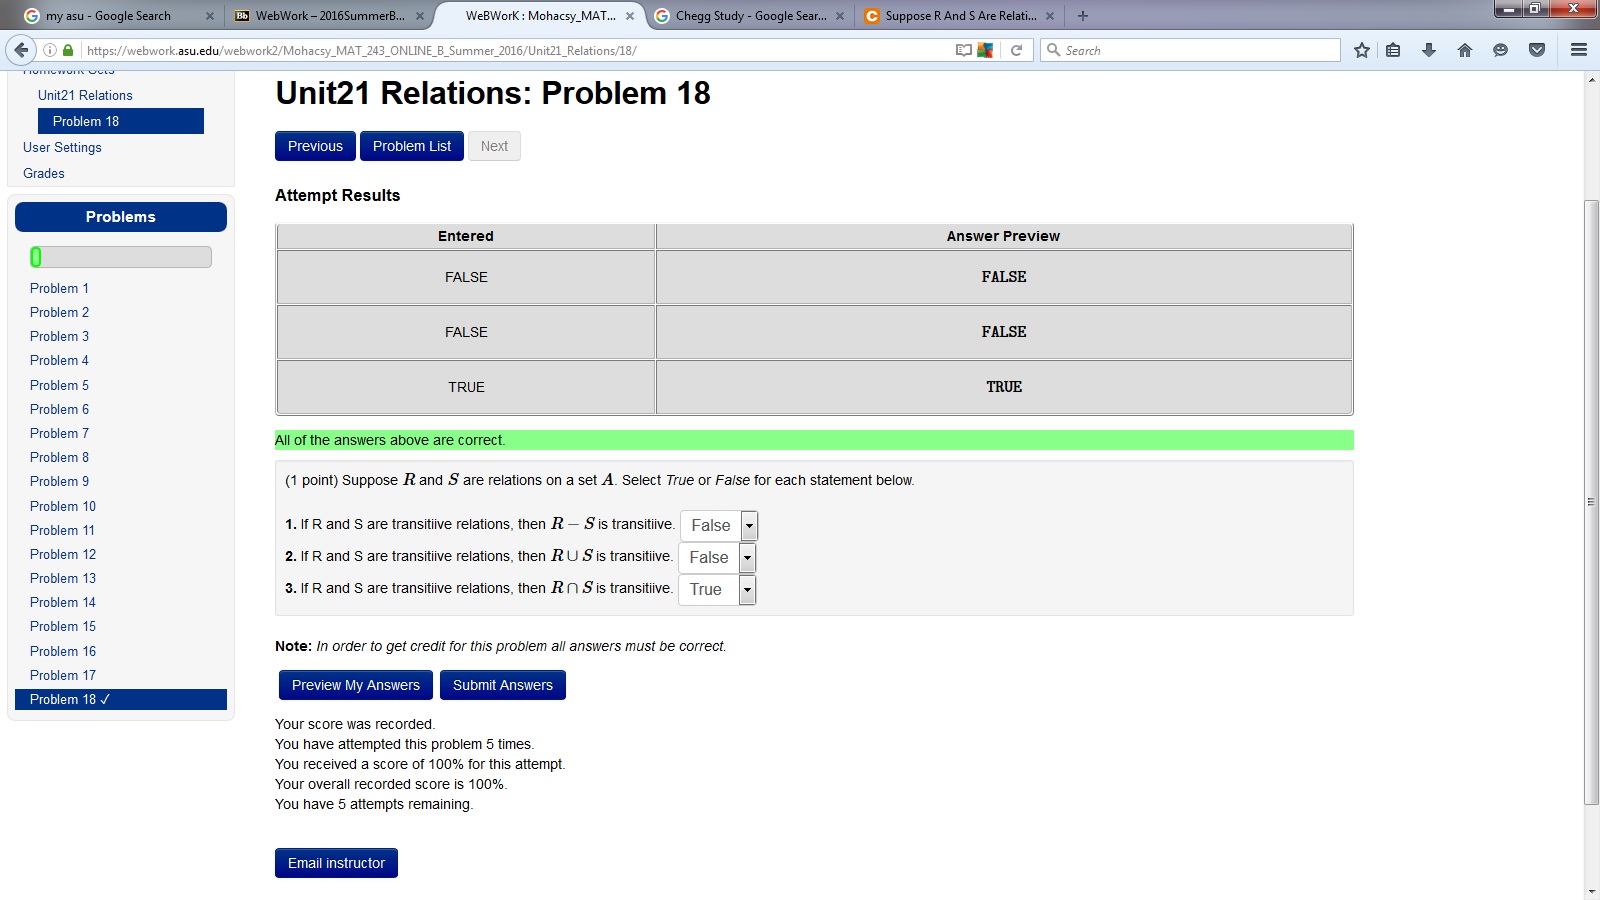 my asu - Google Search
WebWork – 2016SummerB...
WeBWorK : Mohacsy_MAT...
Chegg Study - Google Sear...
Suppose R And S Are Relati...
https://webwork.asu.edu/webwork2/Mohacsy_MAT_243_ONLINE_B_Summer_2016/Unit21_Relations/18/
Search
Homework Sets
Unit21 Relations
Problem 18
User Settings
Grades
Problems
Problem 1
Problem 2
Problem 3
Problem 4
Problem 5
Problem 6
Problem 7
Problem 8
Problem 9
Problem 10
Problem 11
Problem 12
Problem 13
Problem 14
Problem 15
Problem 16
Problem 17
Problem 18 ✓
Unit21 Relations: Problem 18
Previous Problem List Next
Attempt Results
Entered Answer Preview
FALSE FALSE
FALSE FALSE
TRUE TRUE
All of the answers above are correct.
(1 point) Suppose R and S are relations on a set A. Select True or False for each statement below.
1. If R and S are transitiive relations, then R − S is transitiive. False
2. If R and S are transitiive relations, then R ∪ S is transitiive. False
3. If R and S are transitiive relations, then R ∩ S is transitiive. True
Note: In order to get credit for this problem all answers must be correct.
Preview My Answers Submit Answers
Your score was recorded.
You have attempted this problem 5 times.
You received a score of 100% for this attempt.
Your overall recorded score is 100%.
You have 5 attempts remaining.
Email instructor